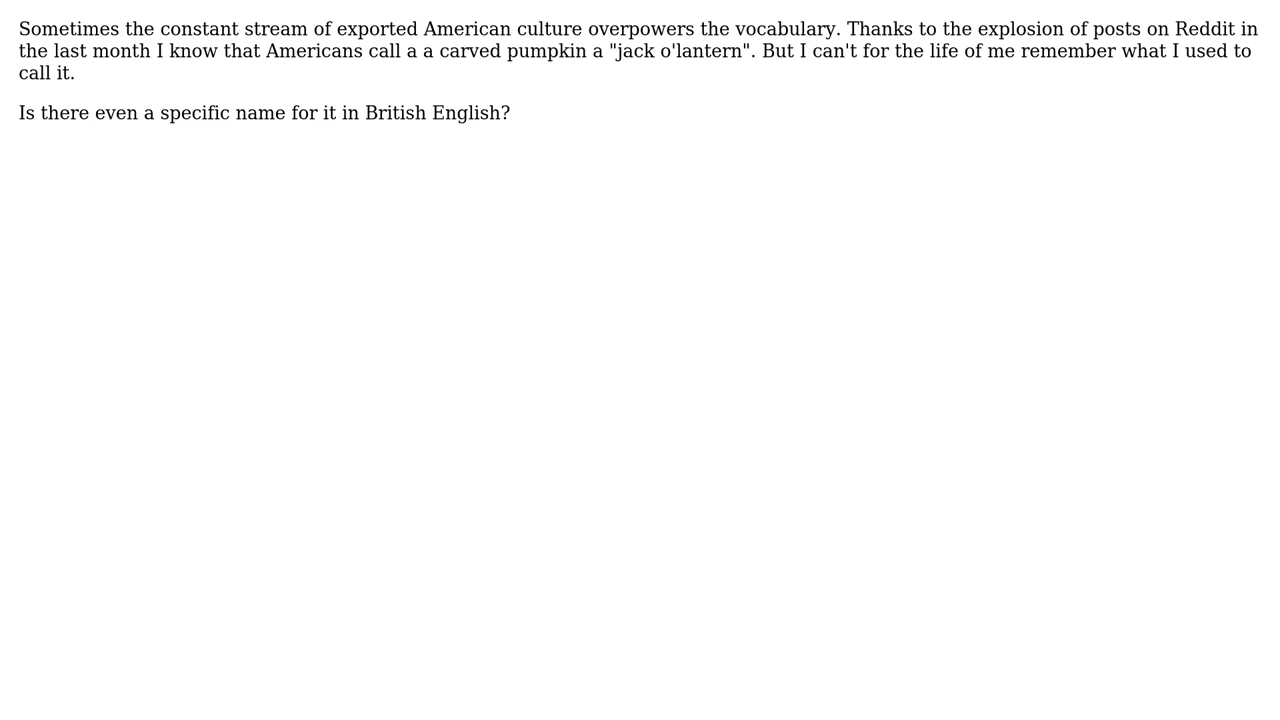 Sometimes the constant stream of exported American culture overpowers the vocabulary. Thanks to the explosion of posts on Reddit in
the last month I know that Americans call a a carved pumpkin a "jack o'lantern". But I can't for the life of me remember what I used to
call it.
Is there even a specific name for it in British English?